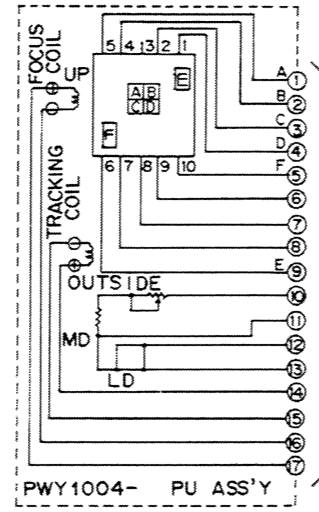 5 4 3 2 1
A 1
FOCUS COIL
UP
B 2
A B
C D
E
C 3
D 4
F
F 5
6 7 8 9 10
6
7
TRACKING COIL
8
E 9
OUTSIDE
10
11
MD
12
LD
13
14
15
16
17
PWY1004- PU ASS'Y